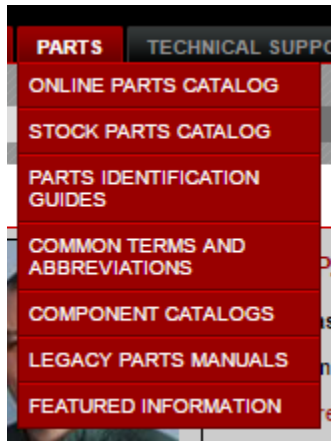 PARTS TECHNICAL
ONLINE PARTS CATALOG
STOCK PARTS CATALOG
PARTS IDENTIFICATION
GUIDES
COMMON TERMS AND
ABBREVIATIONS
COMPONENT CATALOGS
LEGACY PARTS MANUALS
FEATURED INFORMATION